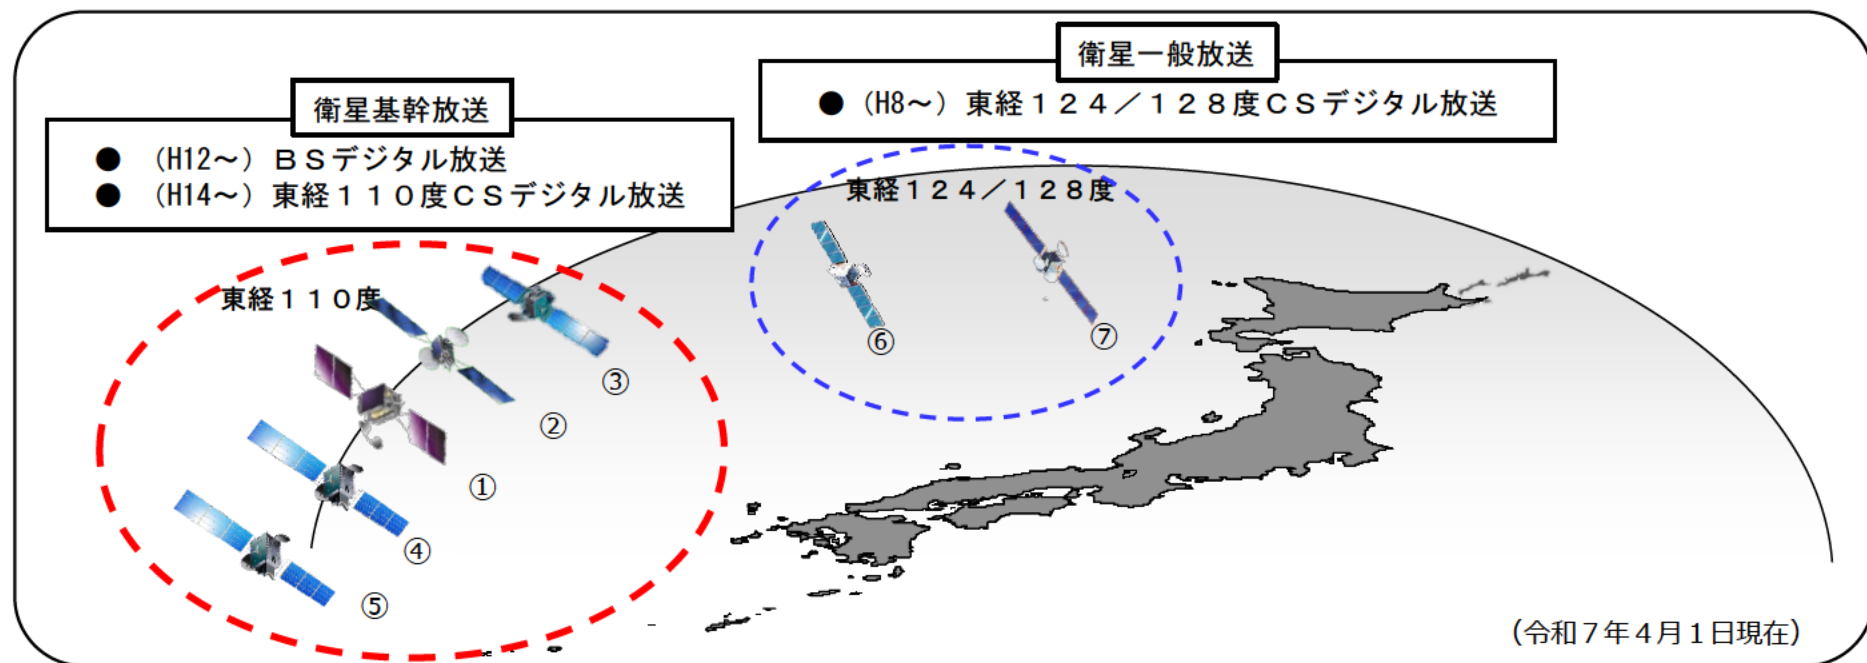 衛星一般放送
● (H8～) 東経１２４／１２８度ＣＳデジタル放送
衛星基幹放送
● (H12～) ＢＳデジタル放送
● (H14～) 東経１１０度ＣＳデジタル放送
東経１２４／１２８度
東経１１０度
⑥
⑦
③
②
①
④
⑤
(令和７年４月１日現在)